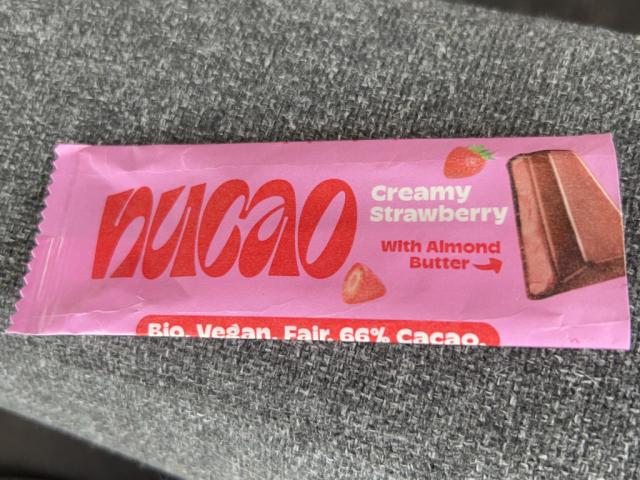 nucao
Creamy
Strawberry
With Almond
Butter
Bio. Vegan. Fair. 66% Cacao.